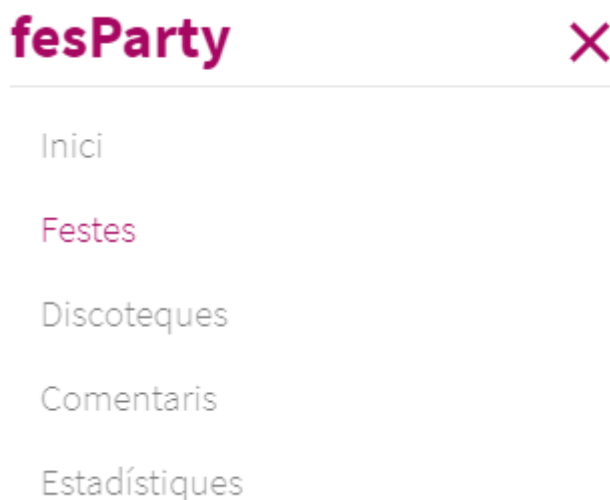 fesParty
Inici
Festes
Discoteques
Comentaris
Estadístiques